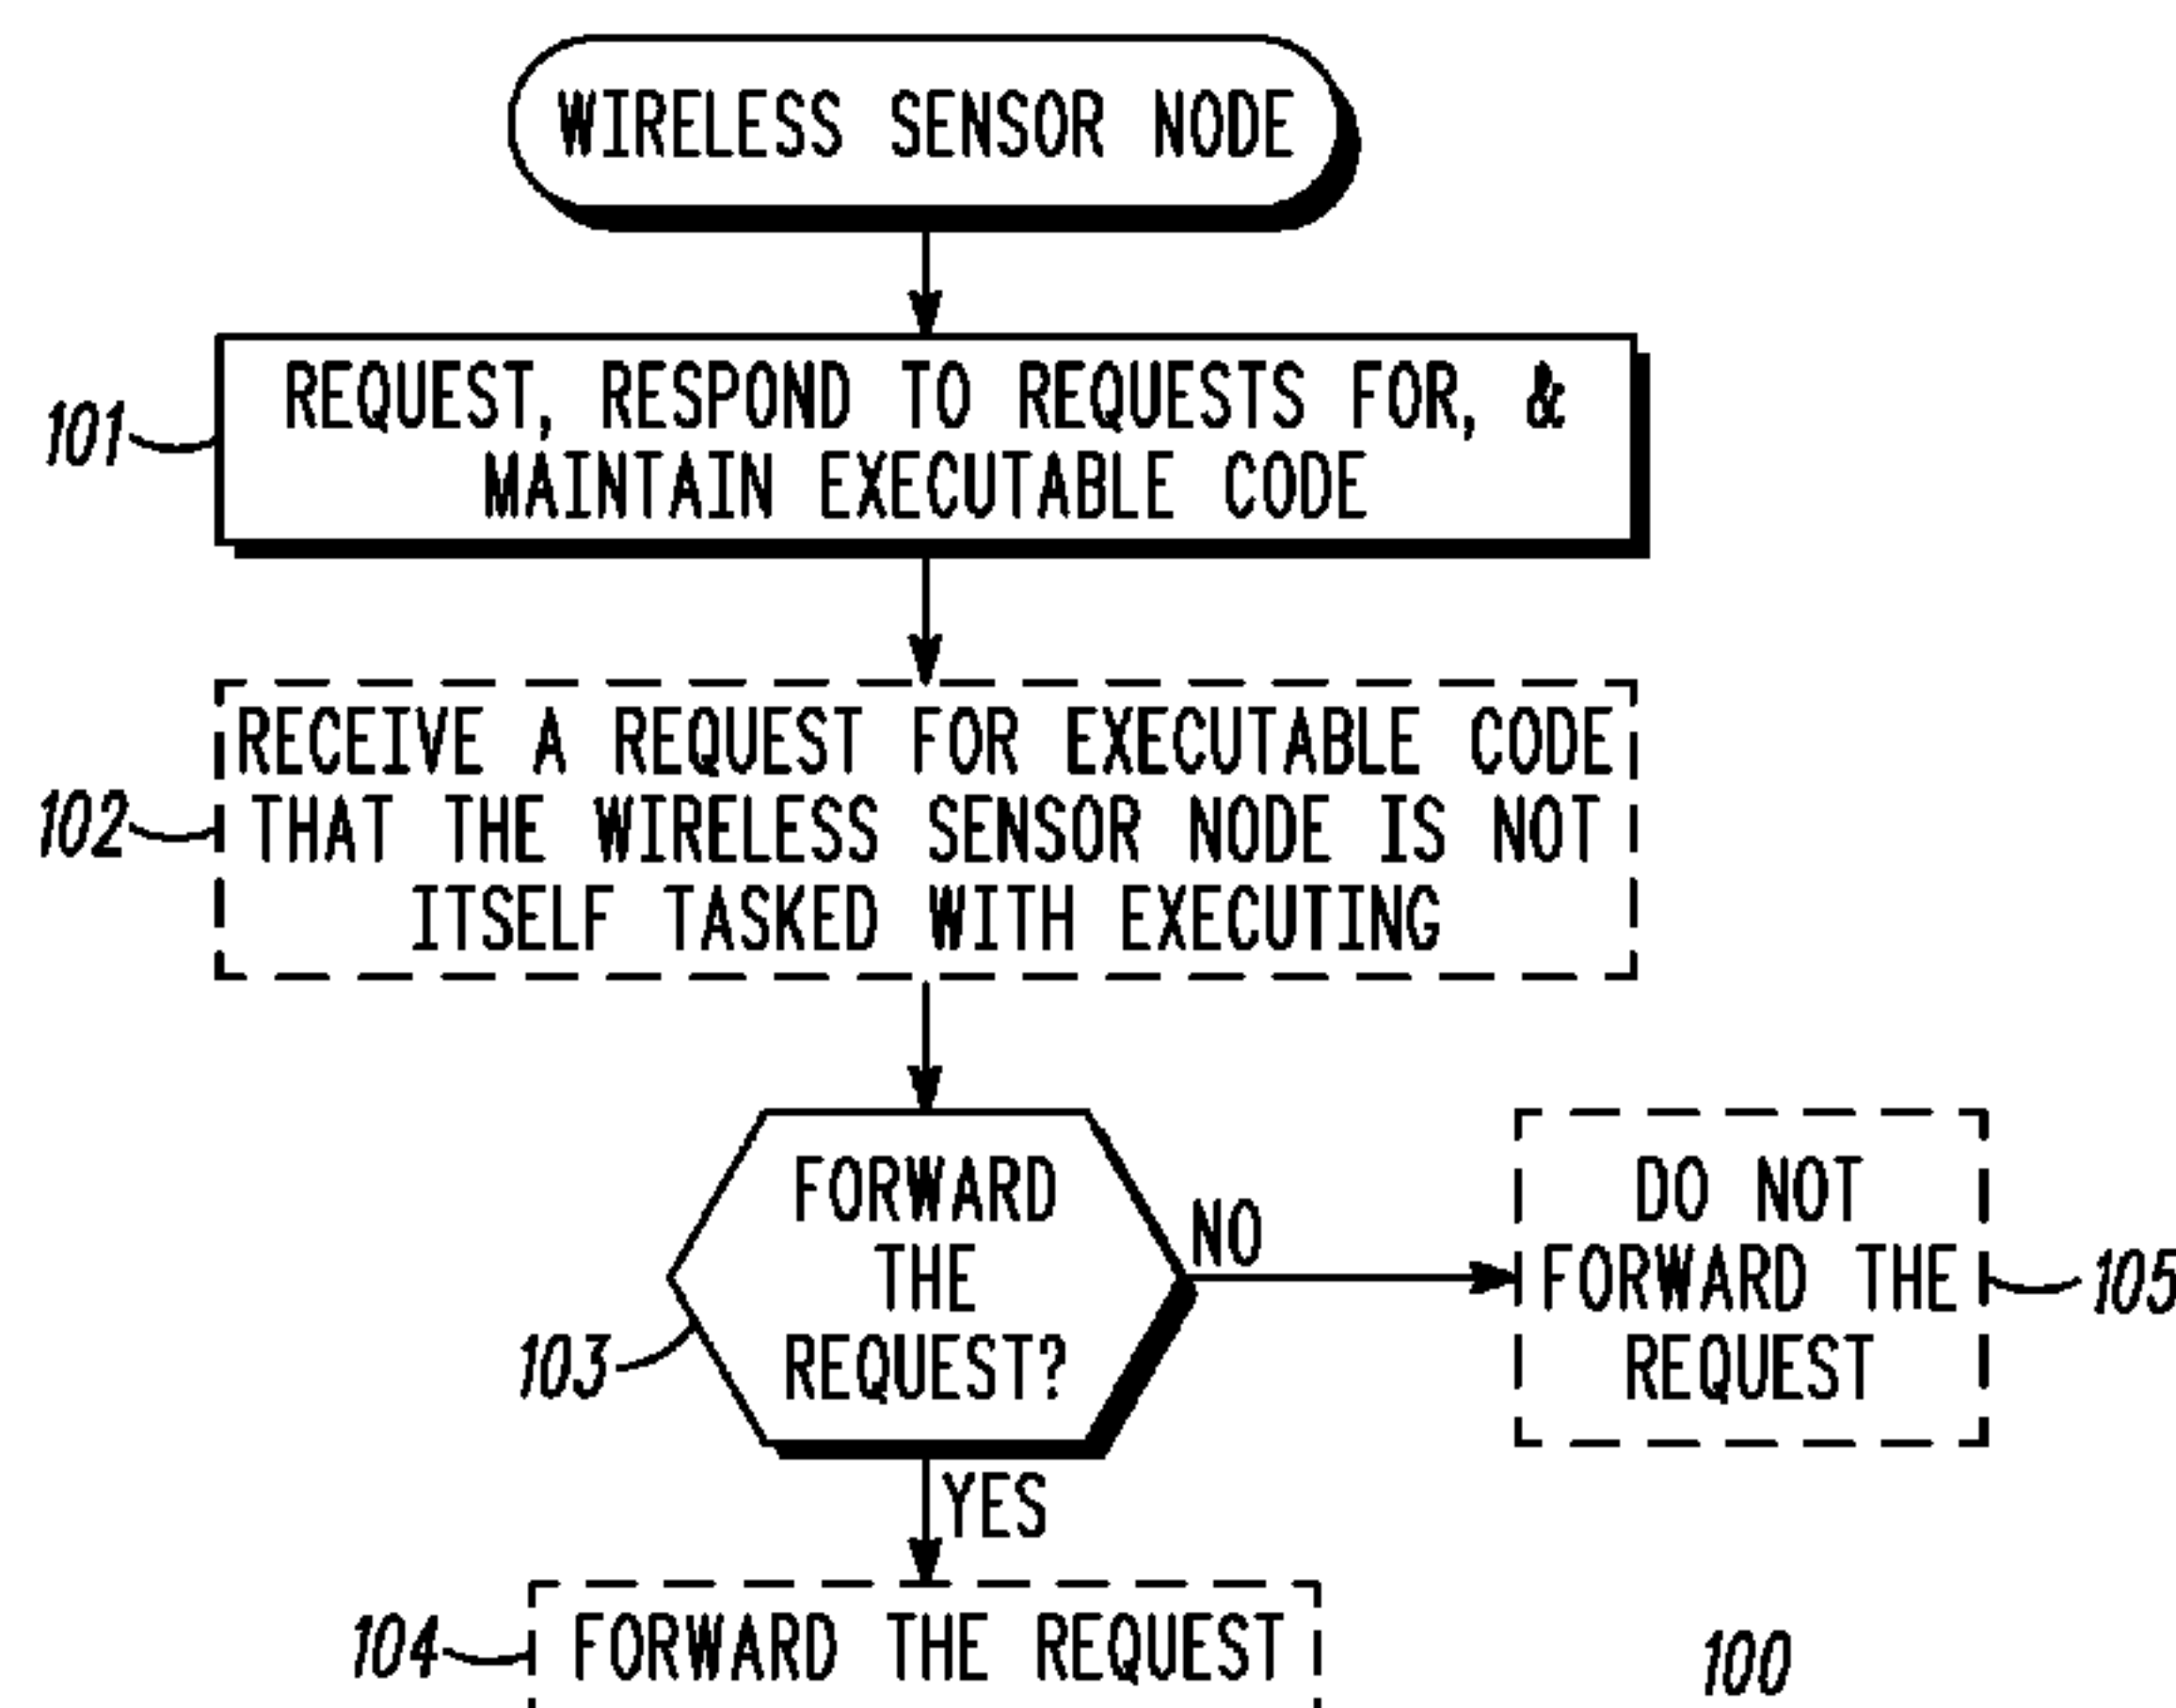 WIRELESS SENSOR NODE
101
REQUEST, RESPOND TO REQUESTS FOR, &
MAINTAIN EXECUTABLE CODE
102
RECEIVE A REQUEST FOR EXECUTABLE CODE
THAT THE WIRELESS SENSOR NODE IS NOT
ITSELF TASKED WITH EXECUTING
103
FORWARD
THE
REQUEST?
NO
DO NOT
FORWARD THE
REQUEST
105
YES
104
FORWARD THE REQUEST
100